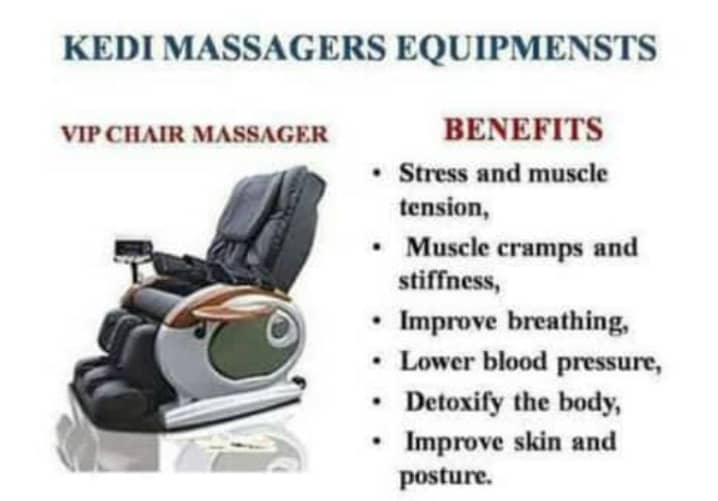 KEDI MASSAGERS EQUIPMENSTS
VIP CHAIR MASSAGER
BENEFITS
• Stress and muscle
tension,
• Muscle cramps and
stiffness,
• Improve breathing,
• Lower blood pressure,
• Detoxify the body,
• Improve skin and
posture.